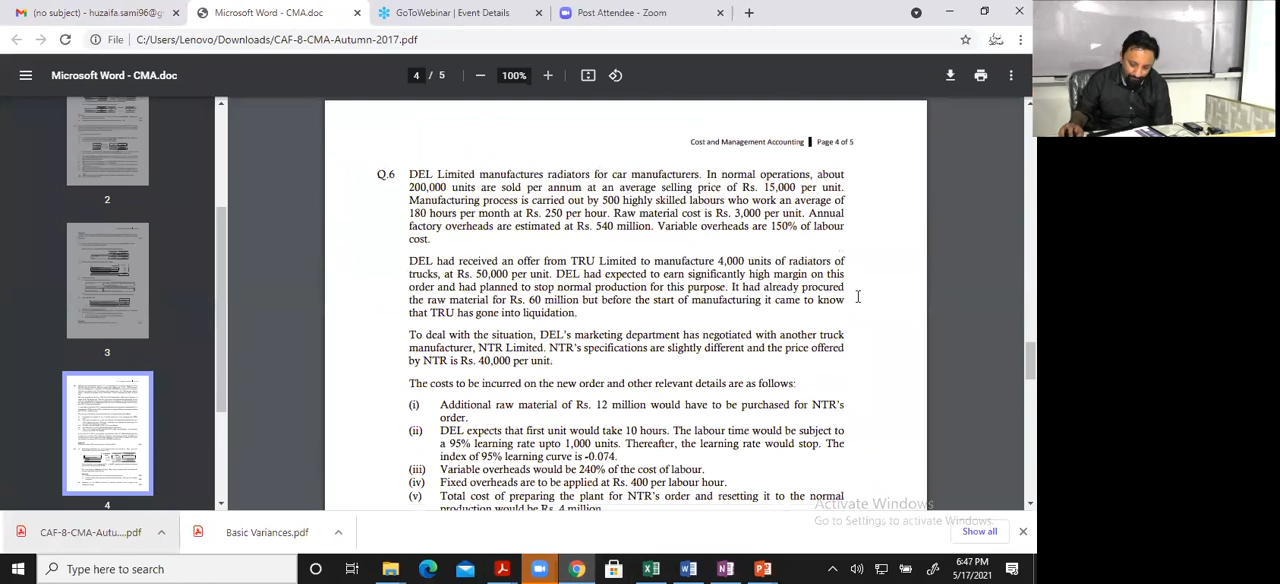 (no subject) - huzaifa.sami96@g
Microsoft Word - CMA.doc
GoToWebinar | Event Details
Post Attendee - Zoom
File
C:/Users/Lenovo/Downloads/CAF-8-CMA-Autumn-2017.pdf
Microsoft Word - CMA.doc
4 / 5
100%
Cost and Management Accounting
Page 4 of 5
Q.6 DEL Limited manufactures radiators for car manufacturers. In normal operations, about
200,000 units are sold per annum at an average selling price of Rs. 15,000 per unit.
Manufacturing process is carried out by 500 highly skilled labours who work an average of
180 hours per month at Rs. 250 per hour. Raw material cost is Rs. 3,000 per unit. Annual
factory overheads are estimated at Rs. 540 million. Variable overheads are 150% of labour
cost.
DEL had received an offer from TRU Limited to manufacture 4,000 units of radiators of
trucks, at Rs. 50,000 per unit. DEL had expected to earn significantly high margin on this
order and had planned to stop normal production for this purpose. It had already procured
the raw material for Rs. 60 million but before the start of manufacturing it came to know
that TRU has gone into liquidation.
To deal with the situation, DEL's marketing department has negotiated with another truck
manufacturer, NTR Limited. NTR's specifications are slightly different and the price offered
by NTR is Rs. 40,000 per unit.
The costs to be incurred on the new order and other relevant details are as follows:
(i) Additional raw material of Rs. 12 million would have to be purchased for NTR's
order.
(ii) DEL expects that first unit would take 10 hours. The labour time would be subject to
a 95% learning rate upto 1,000 units. Thereafter, the learning rate would stop. The
index of 95% learning curve is -0.074.
(iii) Variable overheads would be 240% of the cost of labour.
(iv) Fixed overheads are to be applied at Rs. 400 per labour hour.
(v) Total cost of preparing the plant for NTR's order and resetting it to the normal
production would be Rs. 4 million.
2
3
4
Activate Windows
Go to Settings to activate Windows.
CAF-8-CMA-Autu....pdf
Basic Variances.pdf
Show all
Type here to search
6:47 PM
5/17/2021